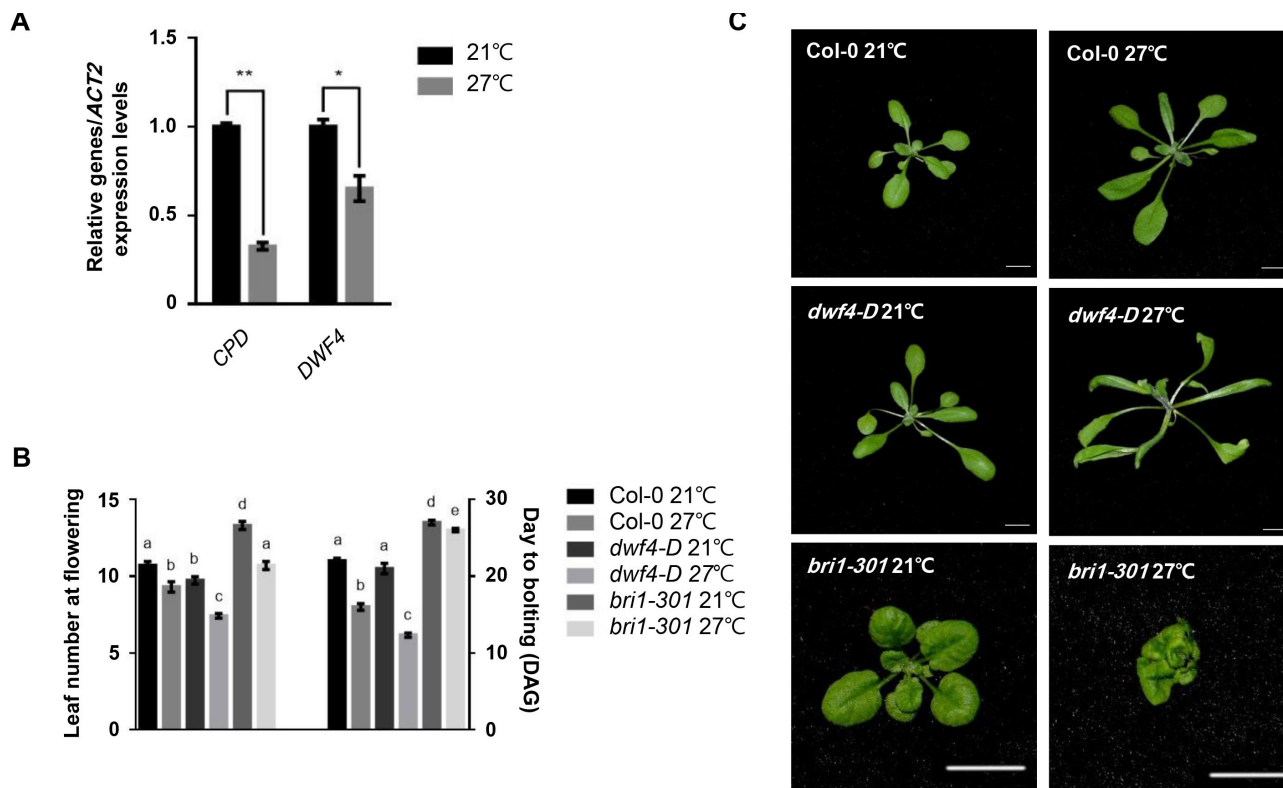 A
1.5
1.0
0.5
0
Relative genes/ACT2
expression levels
**
*
21℃
27℃
CPD
DWF4
B
Leaf number at flowering
15
10
5
0
a b b c d a
a b a c d e
30
20
10
0
Day to bolting (DAG)
Col-0 21℃
Col-0 27℃
dwf4-D 21℃
dwf4-D 27℃
bri1-301 21℃
bri1-301 27℃
C
Col-0 21℃
Col-0 27℃
dwf4-D 21℃
dwf4-D 27℃
bri1-301 21℃
bri1-301 27℃